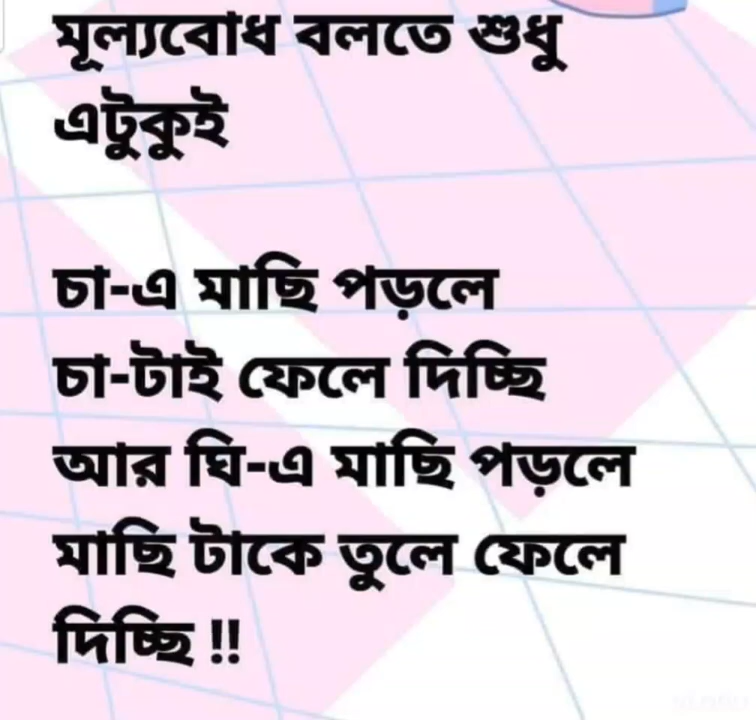 মূল্যবোধ বলতে শুধু
এটুকুই
চা-এ মাছি পড়লে
চা-টাই ফেলে দিচ্ছি
আর ঘি-এ মাছি পড়লে
মাছি টাকে তুলে ফেলে
দিচ্ছি !!